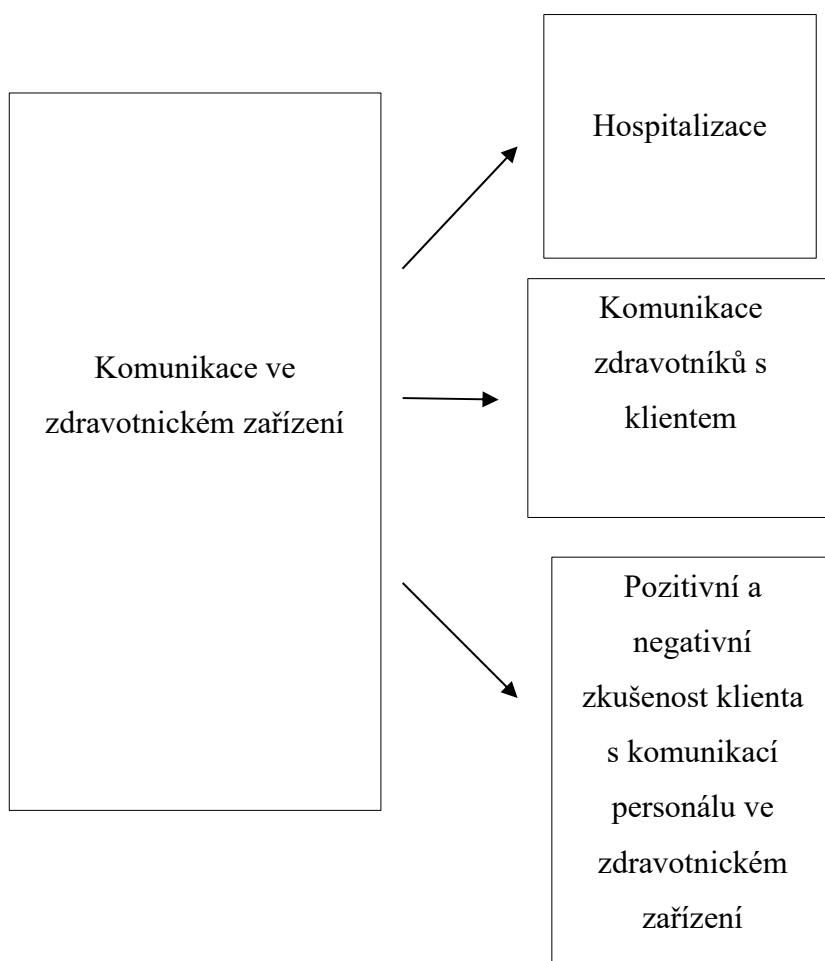 Komunikace ve
zdravotnickém zařízení
Hospitalizace
Komunikace
zdravotníků s
klientem
Pozitivní a
negativní
zkušenost klienta
s komunikací
personálu ve
zdravotnickém
zařízení